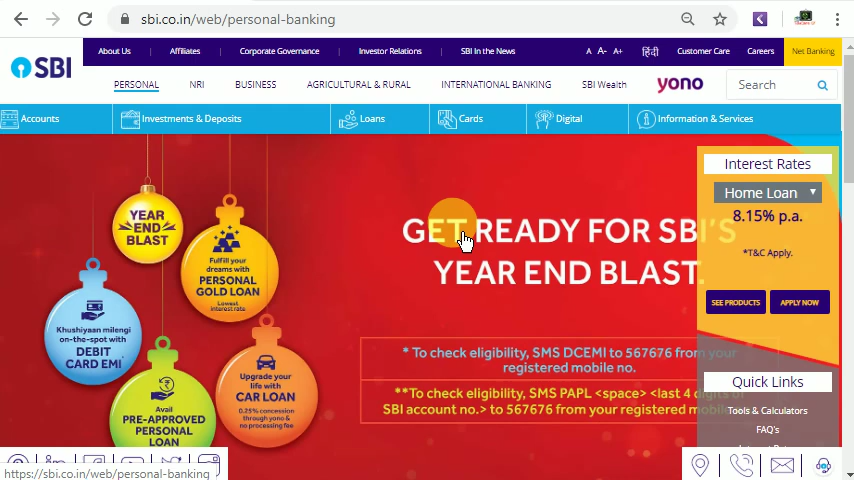 sbi.co.in/web/personal-banking
SBI
About Us
Affiliates
Corporate Governance
Investor Relations
SBI In the News
A A- A+
हिंदी
Customer Care
Careers
Net Banking
PERSONAL
NRI
BUSINESS
AGRICULTURAL & RURAL
INTERNATIONAL BANKING
SBI Wealth
yono
Search
Accounts
Investments & Deposits
Loans
Cards
Digital
Information & Services
YEAR
END
BLAST
Fulfill your
dreams with
PERSONAL
GOLD LOAN
Lowest
interest rate
Khushiyaan milengi
on-the-spot with
DEBIT
CARD EMI*
Upgrade your
life with
CAR LOAN
0.25% concession
through yono &
no processing fee
Avail
PRE-APPROVED
PERSONAL
LOAN
GET READY FOR SBI'S
YEAR END BLAST.
* To check eligibility, SMS DCEMI to 567676 from your
registered mobile no.
**To check eligibility, SMS PAPL <space> <last 4 digits of
SBI account no.> to 567676 from your registered mobile
Interest Rates
Home Loan
8.15% p.a.
*T&C Apply.
SEE PRODUCTS
APPLY NOW
Quick Links
Tools & Calculators
FAQ's
https://sbi.co.in/web/personal-banking